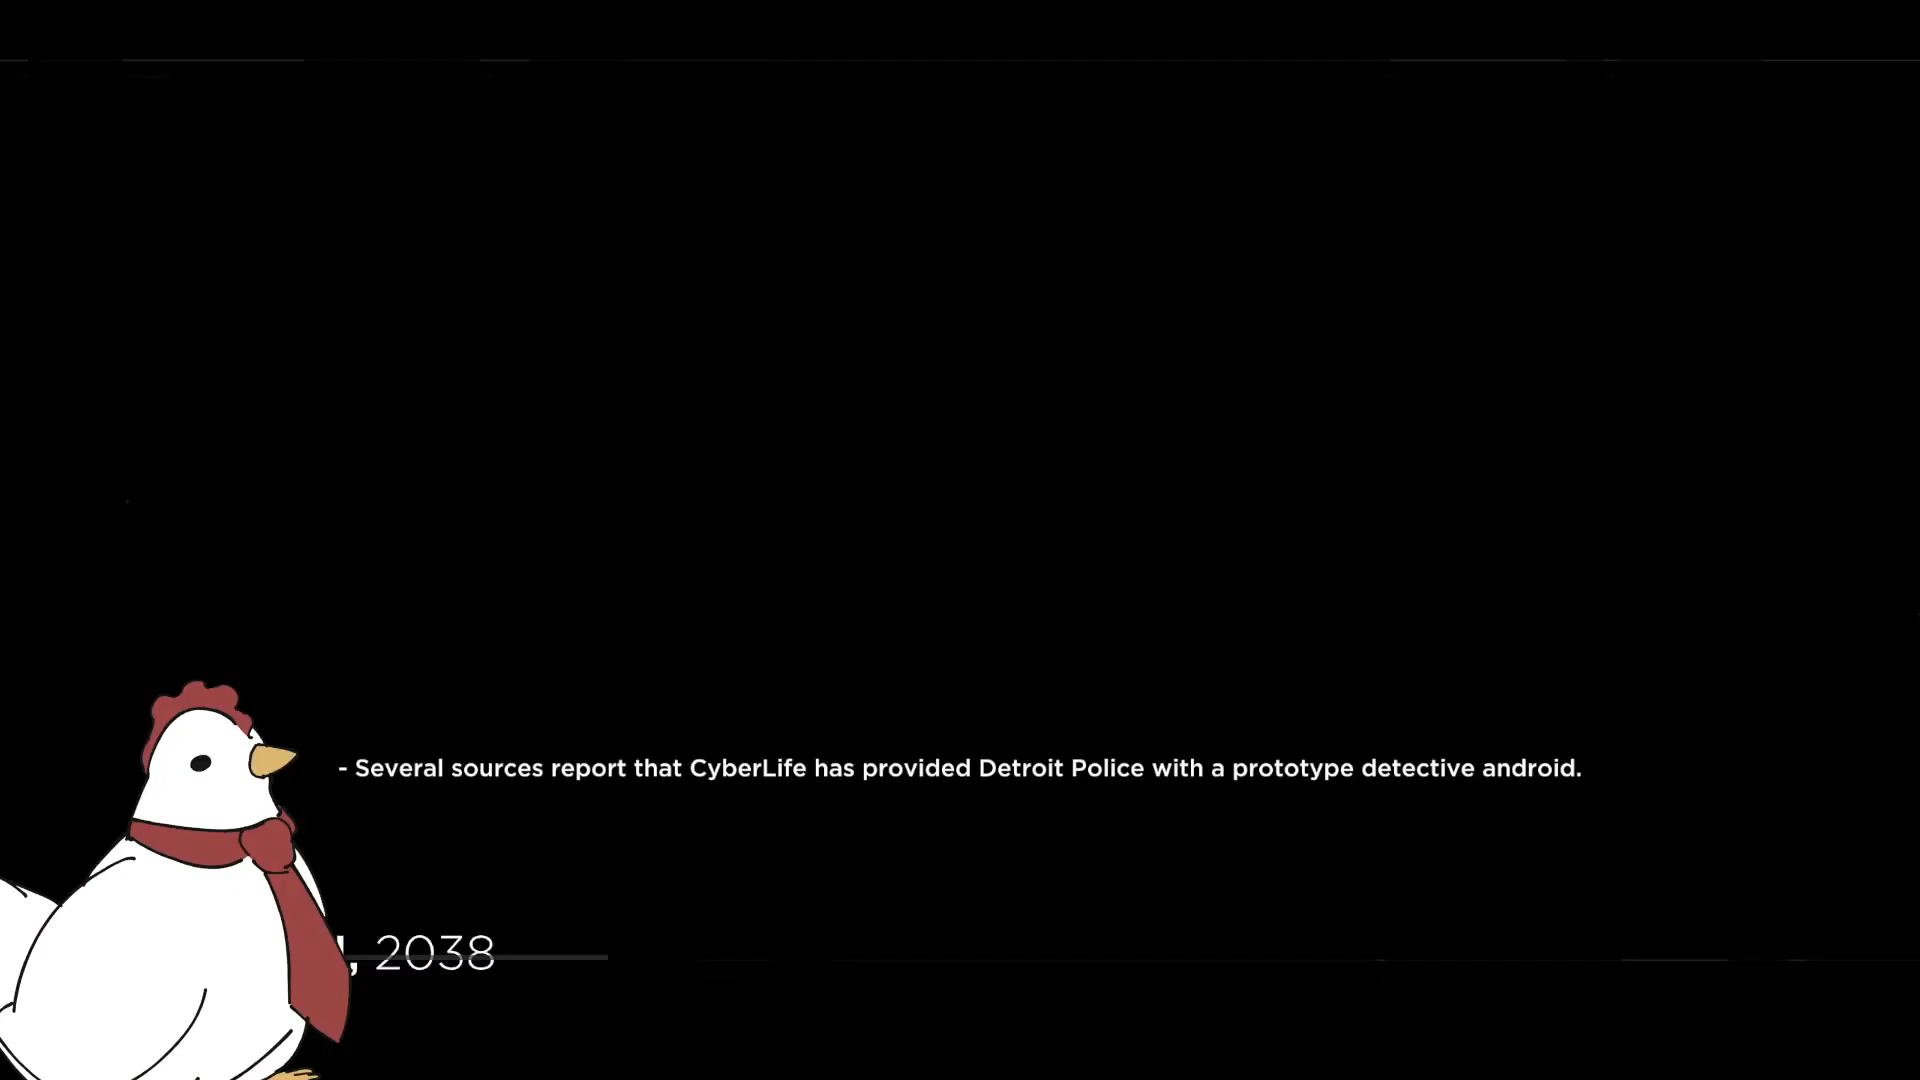 - Several sources report that CyberLife has provided Detroit Police with a prototype detective android.
, 2038